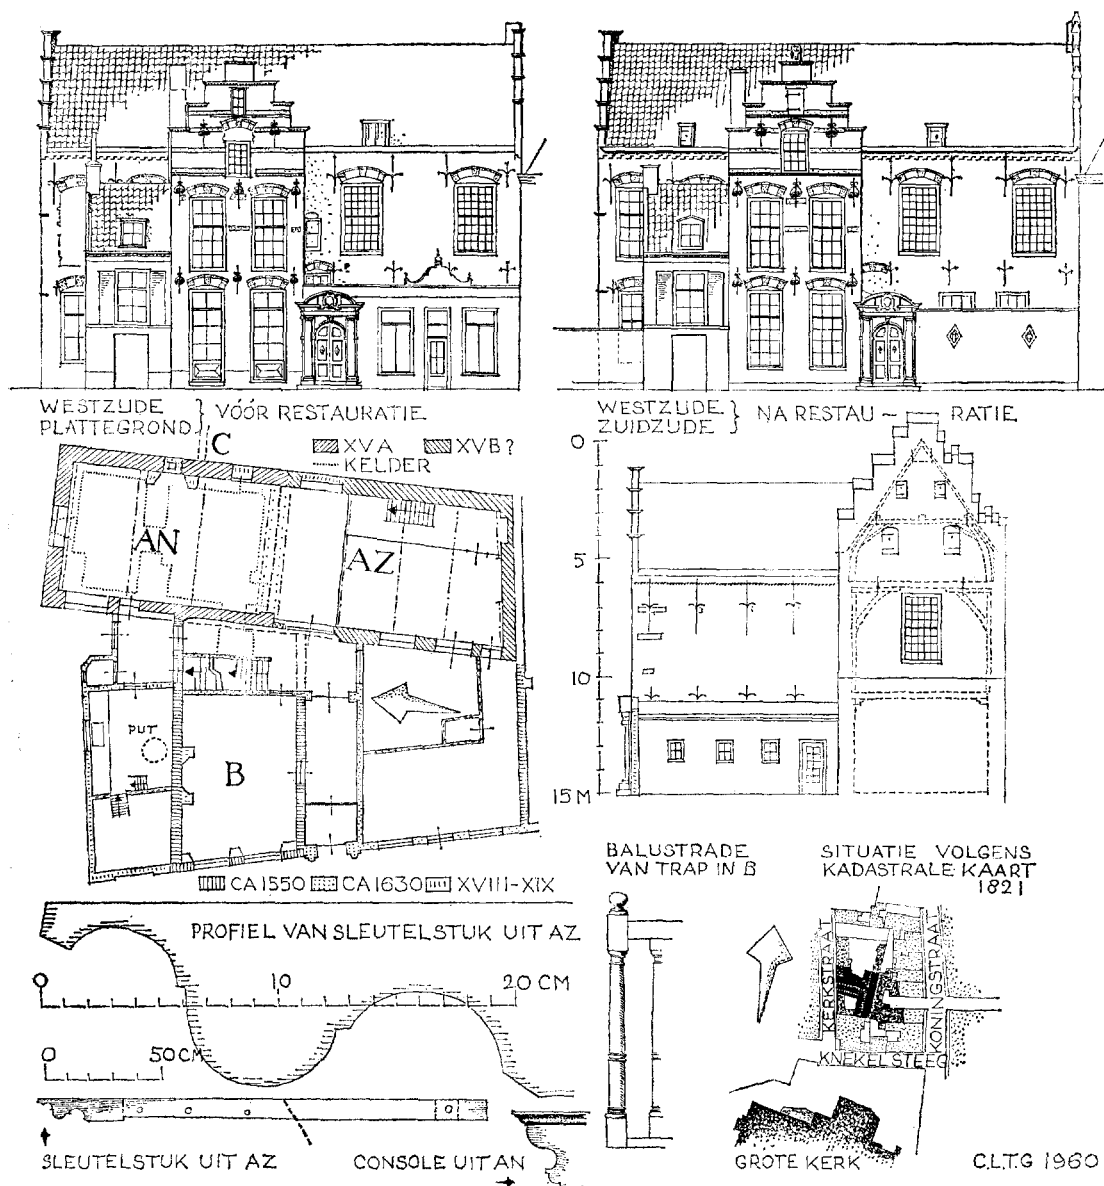 WESTZIJDE
PLATTEGROND } VÓÓR RESTAURATIE
WESTZIJDE
ZUIDZIJDE } NA RESTAU – RATIE
C
XVA XVB?
KELDER
AN
AZ
PUT
B
0
5
10
15 M
CA 1550 CA 1630 XVIII-XIX
BALUSTRADE
VAN TRAP IN B
SITUATIE VOLGENS
KADASTRALE KAART
1821
PROFIEL VAN SLEUTELSTUK UIT AZ
0 10 20 CM
0 50 CM
KERKSTRAAT
KONINGSTRAAT
KNEKELSTEEG
SLEUTELSTUK UIT AZ
CONSOLE UIT AN
GROTE KERK
C.L.T.G 1960